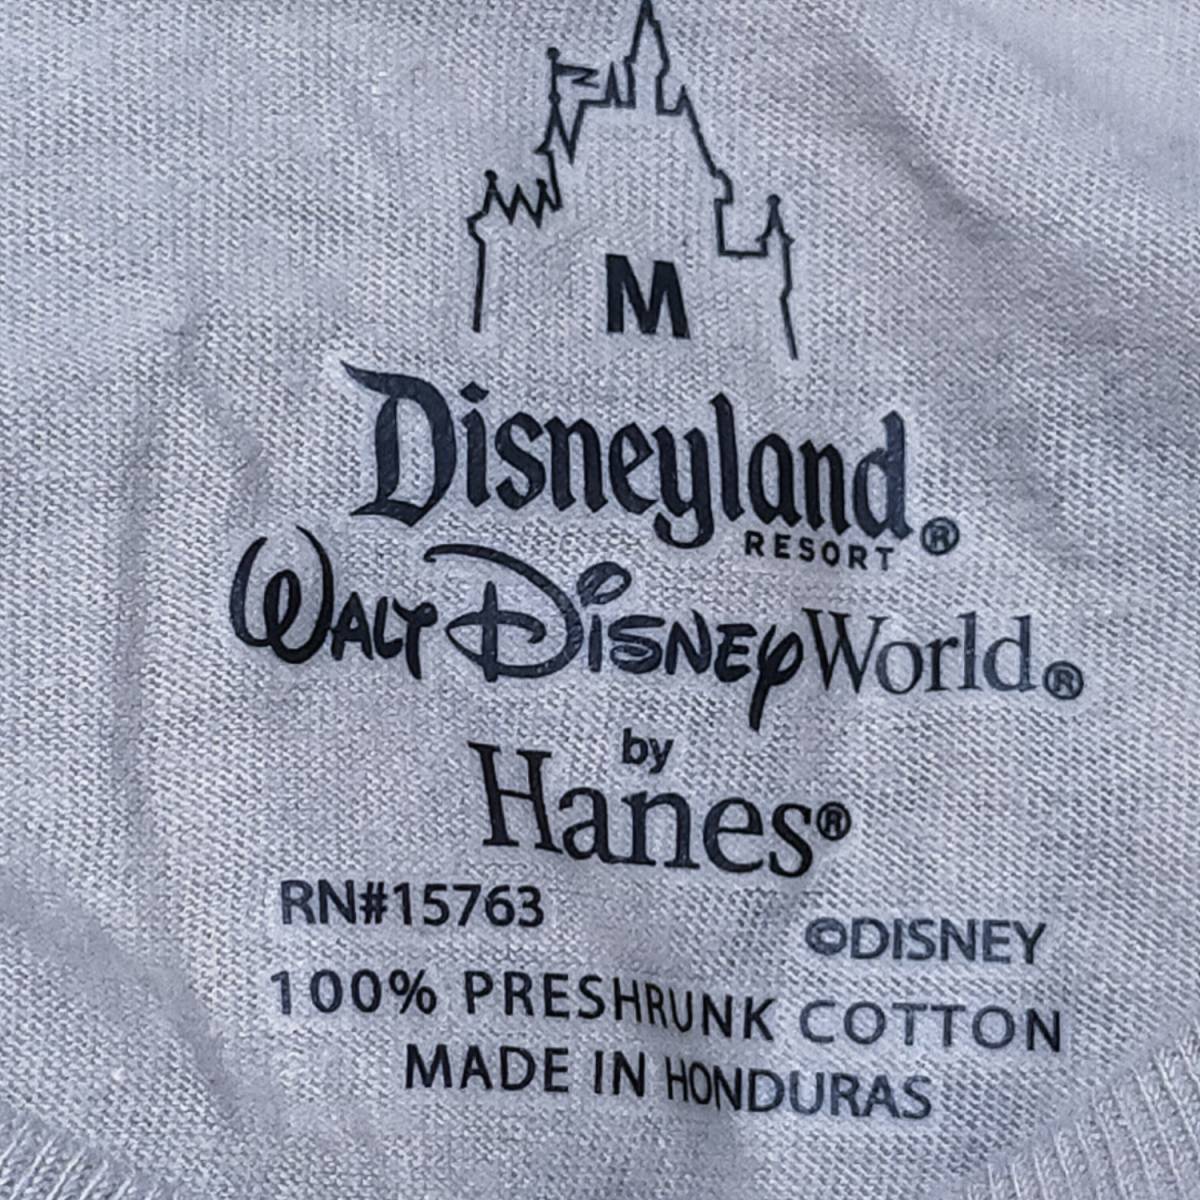 M
Disneyland®
RESORT
WALT DISNEY World®
by
Hanes®
RN#15763
©DISNEY
100% PRESHRUNK COTTON
MADE IN HONDURAS